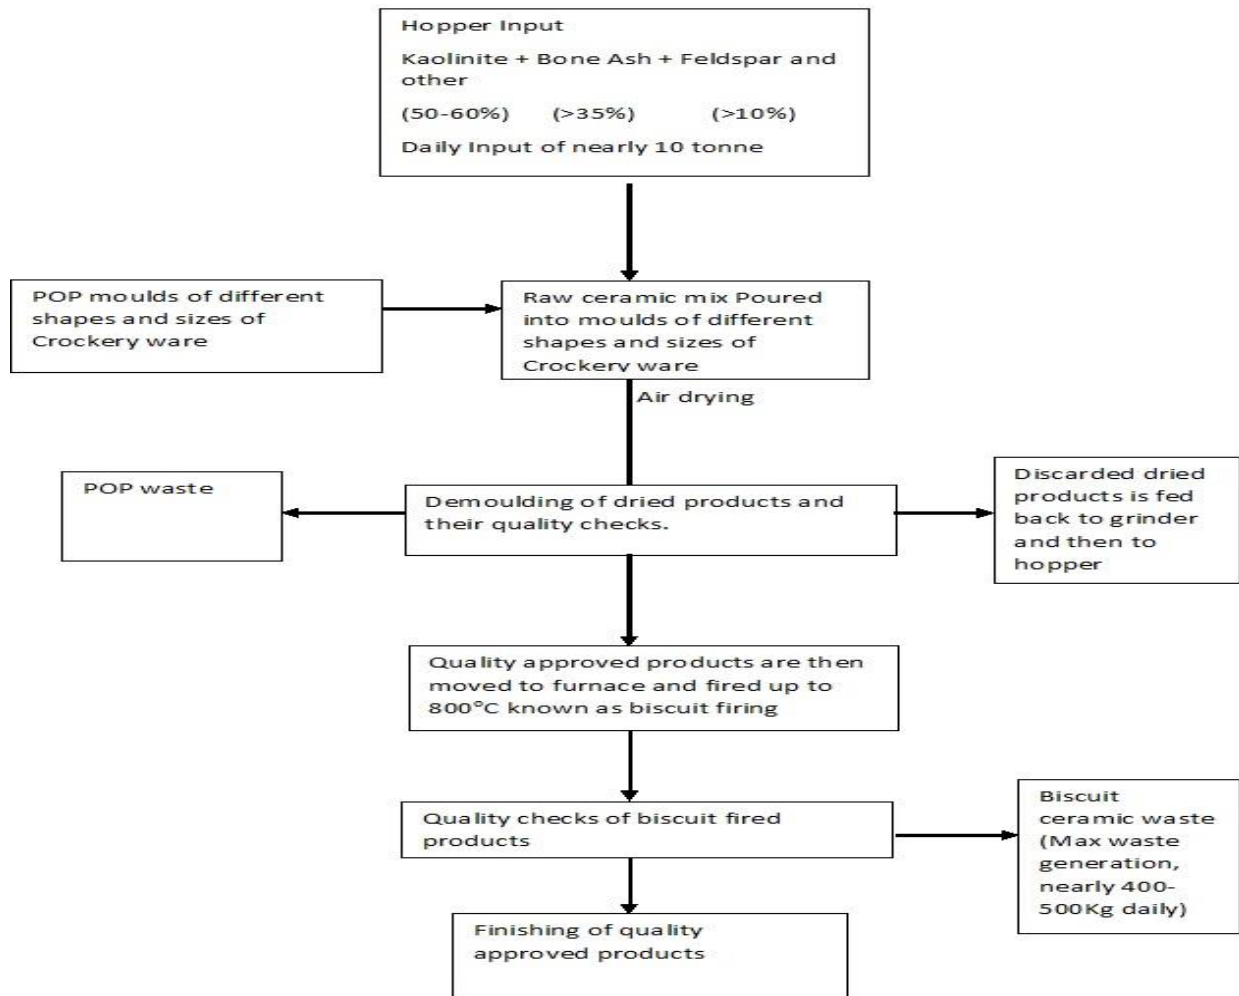 Hopper Input
Kaolinite + Bone Ash + Feldspar and
other
(50-60%) (>35%) (>10%)
Daily Input of nearly 10 tonne
POP moulds of different
shapes and sizes of
Crockery ware
Raw ceramic mix Poured
into moulds of different
shapes and sizes of
Crockery ware
Air drying
POP waste
Demoulding of dried products and
their quality checks.
Discarded dried
products is fed
back to grinder
and then to
hopper
Quality approved products are then
moved to furnace and fired up to
800°C known as biscuit firing
Quality checks of biscuit fired
products
Biscuit
ceramic waste
(Max waste
generation,
nearly 400-
500Kg daily)
Finishing of quality
approved products